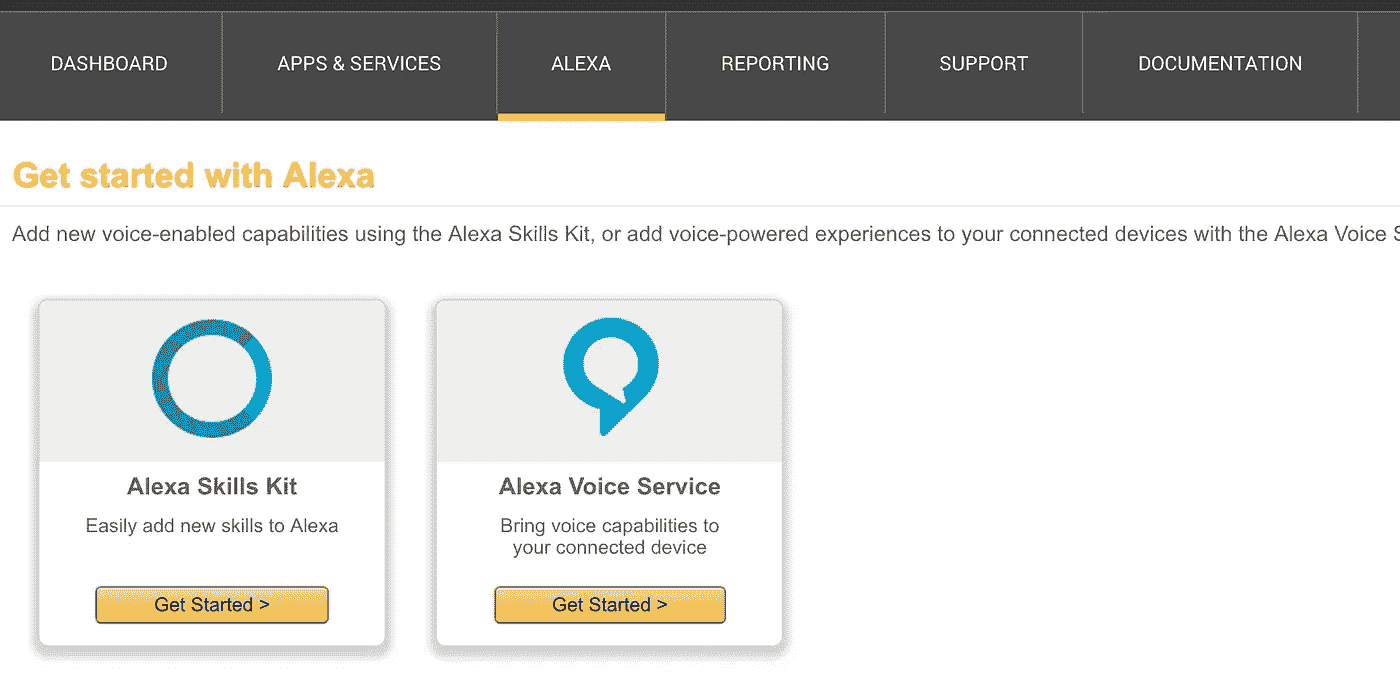 DASHBOARD APPS & SERVICES ALEXA REPORTING SUPPORT DOCUMENTATION
Get started with Alexa
Add new voice-enabled capabilities using the Alexa Skills Kit, or add voice-powered experiences to your connected devices with the Alexa Voice
Alexa Skills Kit
Easily add new skills to Alexa
Get Started >
Alexa Voice Service
Bring voice capabilities to
your connected device
Get Started >